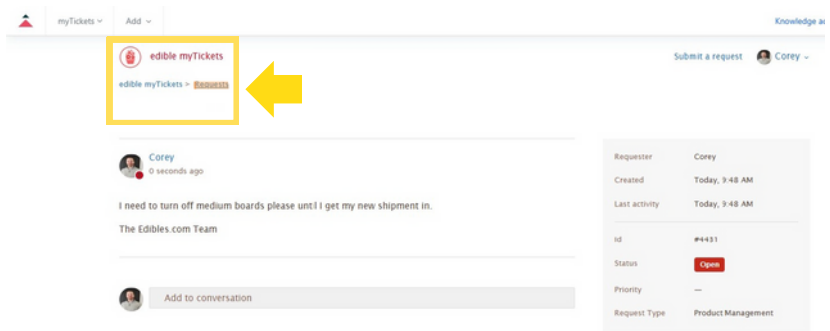 myTickets Add
Knowledge
edible myTickets
Submit a request Corey
edible myTickets > Requests
Corey
0 seconds ago
I need to turn off medium boards please until I get my new shipment in.
The Edibles.com Team
Add to conversation
Requester Corey
Created Today, 9:48 AM
Last activity Today, 9:48 AM
Id #4431
Status Open
Priority —
Request Type Product Management